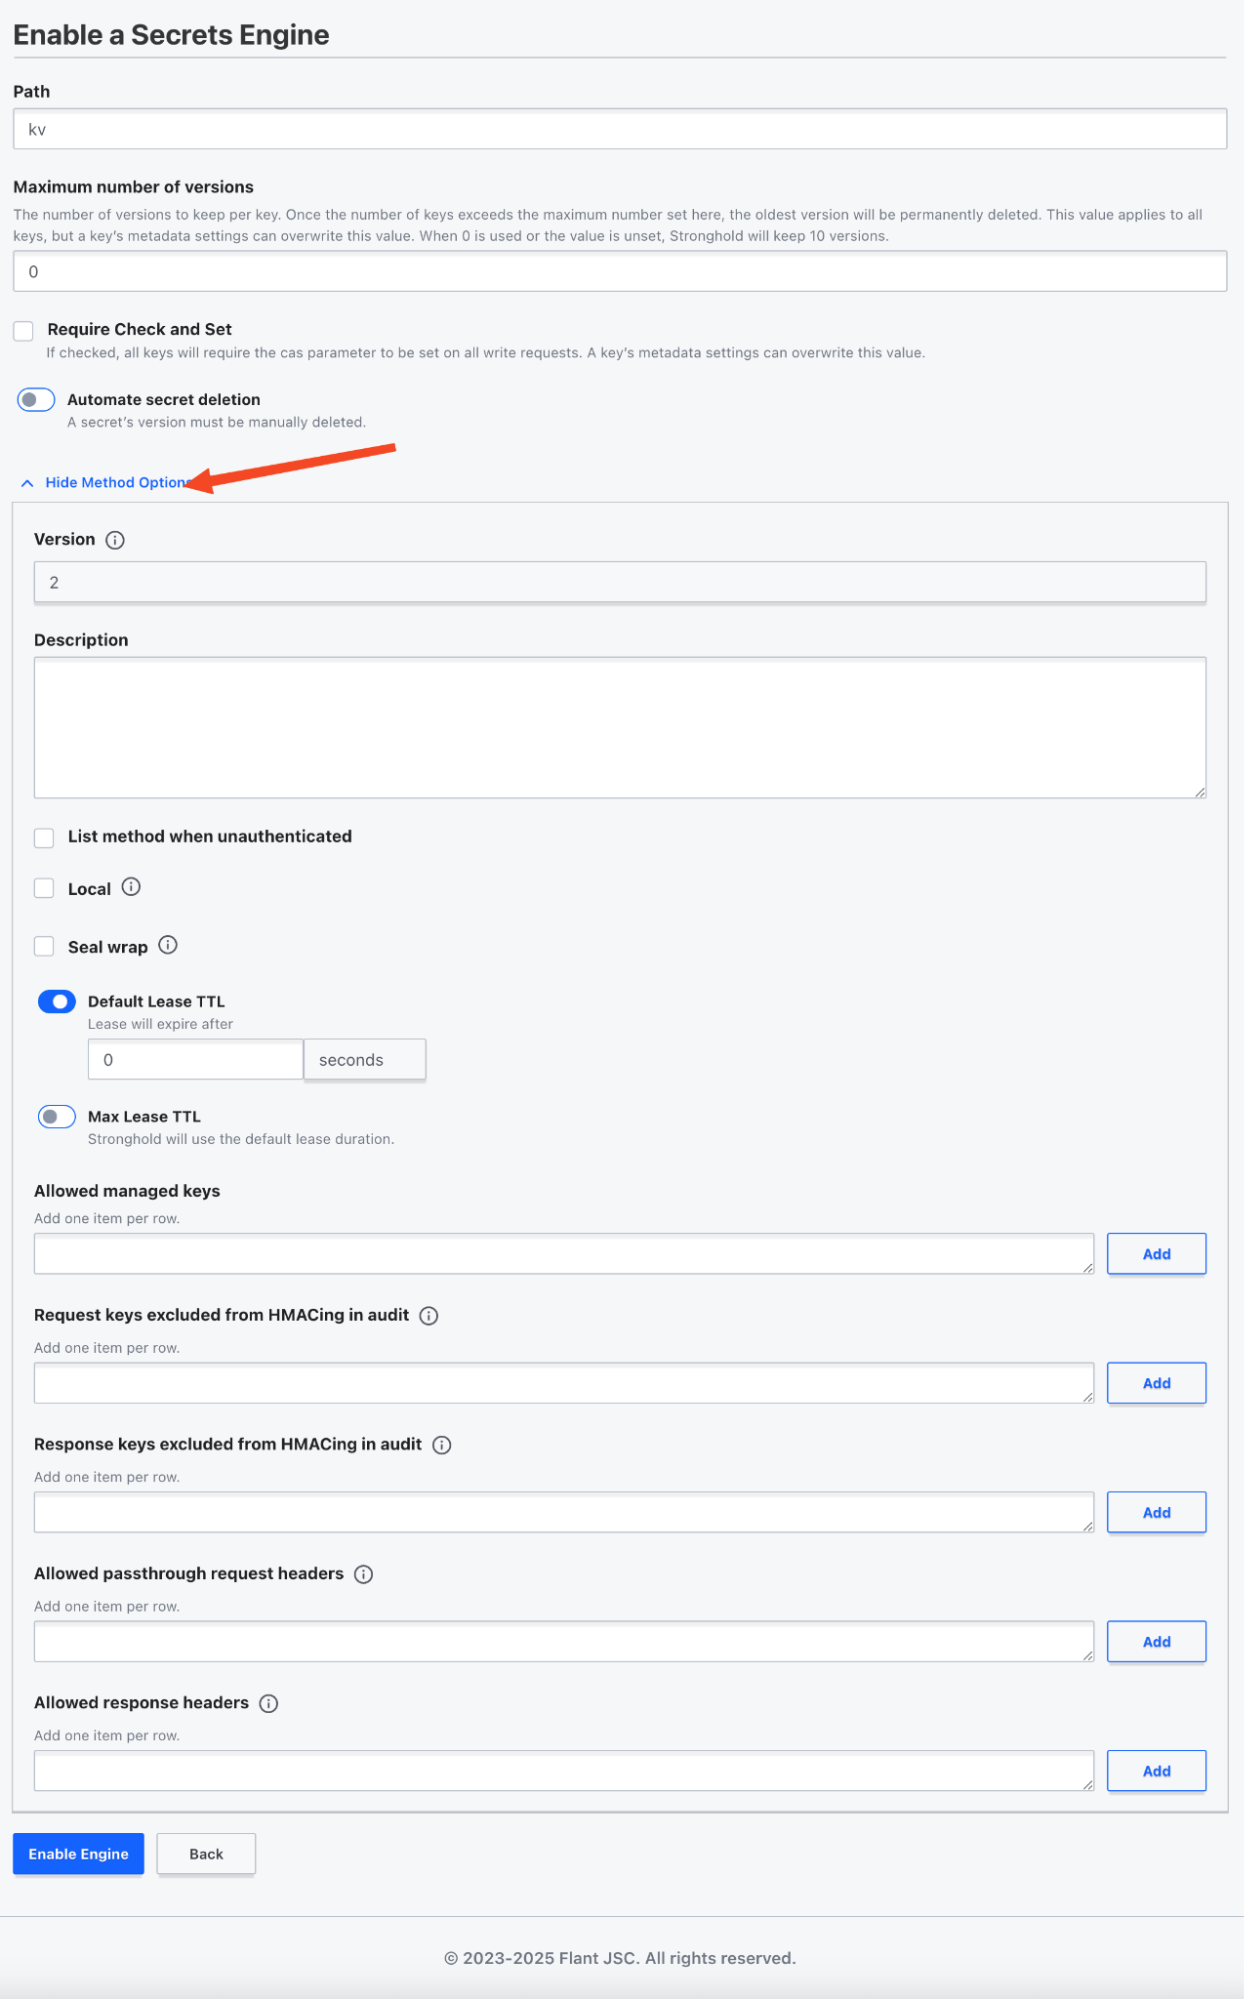 Enable a Secrets Engine
Path
kv
Maximum number of versions
The number of versions to keep per key. Once the number of keys exceeds the maximum number set here, the oldest version will be permanently deleted. This value applies to all
keys, but a key's metadata settings can overwrite this value. When 0 is used or the value is unset, Stronghold will keep 10 versions.
0
Require Check and Set
If checked, all keys will require the cas parameter to be set on all write requests. A key's metadata settings can overwrite this value.
Automate secret deletion
A secret's version must be manually deleted.
Hide Method Options
Version
2
Description
List method when unauthenticated
Local
Seal wrap
Default Lease TTL
Lease will expire after
0 seconds
Max Lease TTL
Stronghold will use the default lease duration.
Allowed managed keys
Add one item per row.
Add
Request keys excluded from HMACing in audit
Add one item per row.
Add
Response keys excluded from HMACing in audit
Add one item per row.
Add
Allowed passthrough request headers
Add one item per row.
Add
Allowed response headers
Add one item per row.
Add
Enable Engine Back
© 2023-2025 Flant JSC. All rights reserved.